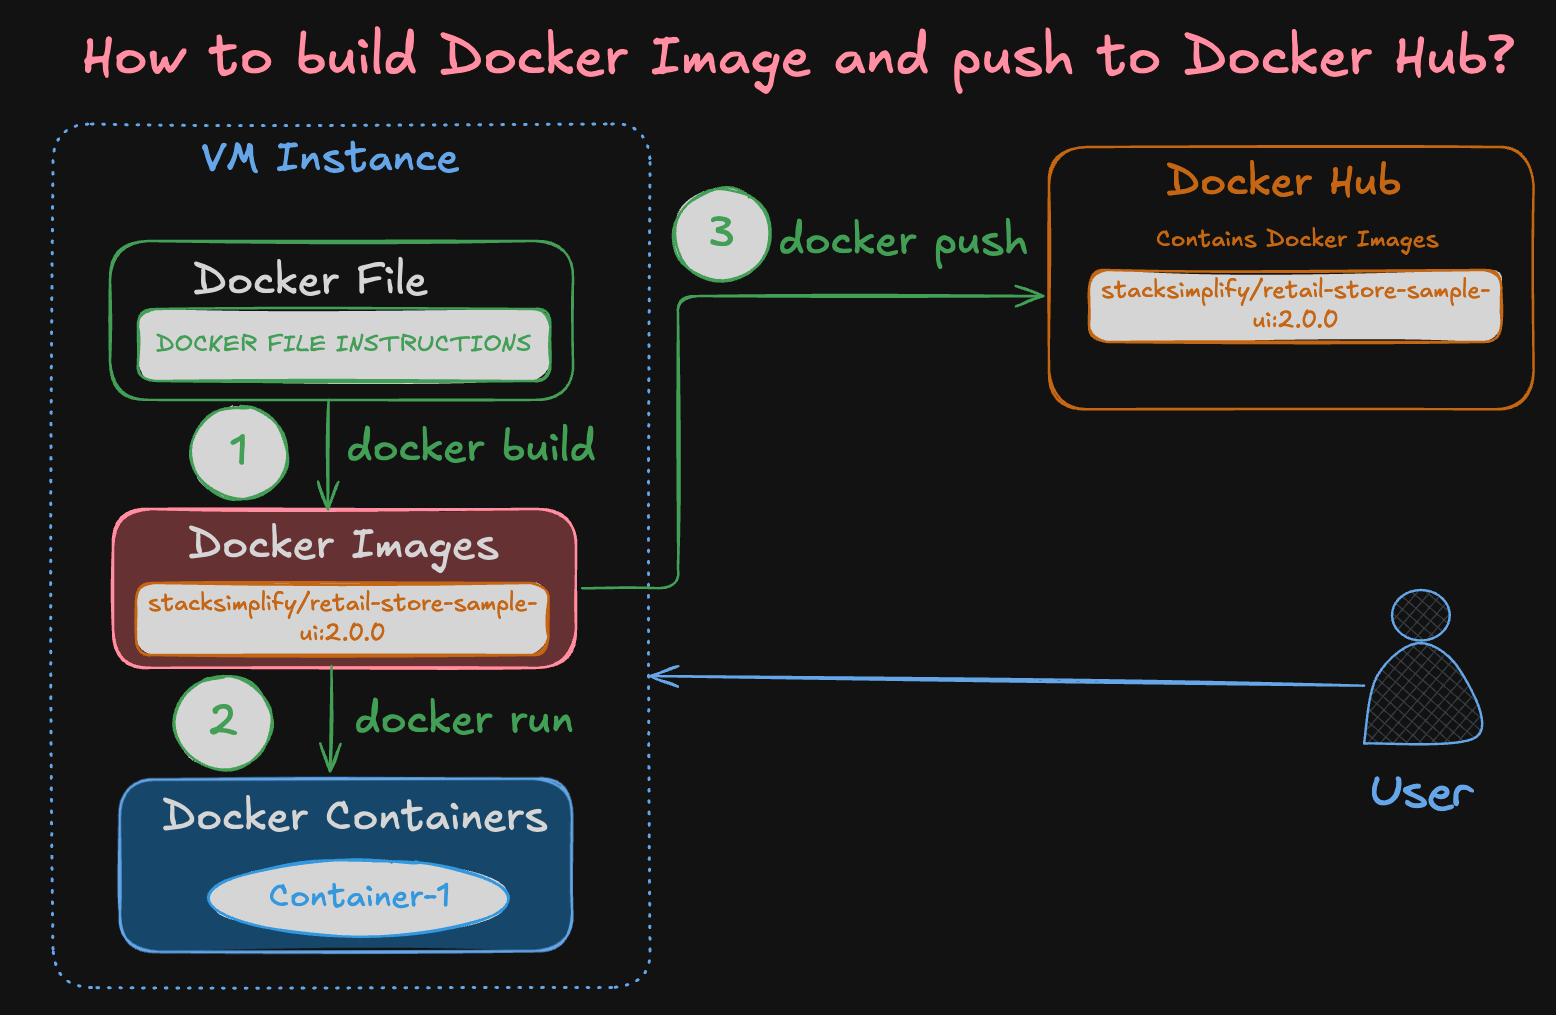 How to build Docker Image and push to Docker Hub?
VM Instance
Docker File
DOCKER FILE INSTRUCTIONS
1
docker build
Docker Images
stacksimplify/retail-store-sample-
ui:2.0.0
2
docker run
Docker Containers
Container-1
3
docker push
Docker Hub
Contains Docker Images
stacksimplify/retail-store-sample-
ui:2.0.0
User